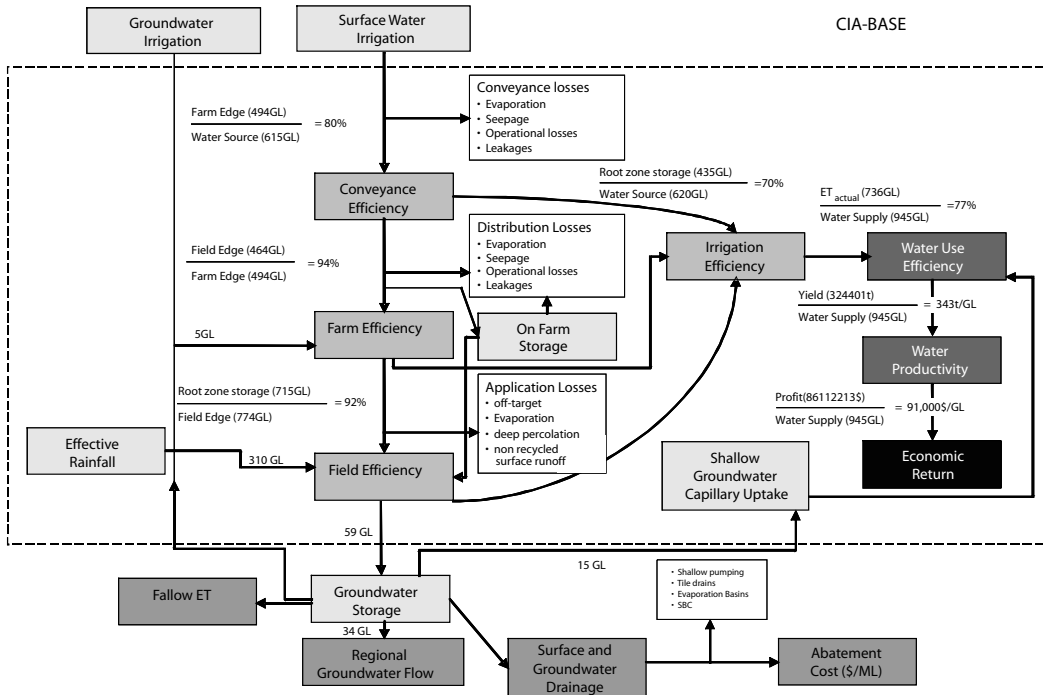 Groundwater
Irrigation
Surface Water
Irrigation
CIA-BASE
Conveyance losses
• Evaporation
• Seepage
• Operational losses
• Leakages
Farm Edge (494GL)
Water Source (615GL)
= 80%
Root zone storage (435GL)
Water Source (620GL)
=70%
ET actual (736GL)
Water Supply (945GL)
=77%
Conveyance
Efficiency
Distribution Losses
• Evaporation
• Seepage
• Operational losses
• Leakages
Irrigation
Efficiency
Water Use
Efficiency
Field Edge (464GL)
Farm Edge (494GL)
= 94%
Yield (324401t)
Water Supply (945GL)
= 343t/GL
5GL
Farm Efficiency
On Farm
Storage
Water
Productivity
Root zone storage (715GL)
Field Edge (774GL)
= 92%
Application Losses
• off-target
• Evaporation
• deep percolation
• non recycled
surface runoff
Profit(86112213$)
Water Supply (945GL)
= 91,000$/GL
Effective
Rainfall
310 GL
Field Efficiency
Shallow
Groundwater
Capillary Uptake
Economic
Return
59 GL
15 GL
Fallow ET
Groundwater
Storage
• Shallow pumping
• Tile drains
• Evaporation Basins
• SBC
34 GL
Regional
Groundwater Flow
Surface and
Groundwater
Drainage
Abatement
Cost ($/ML)